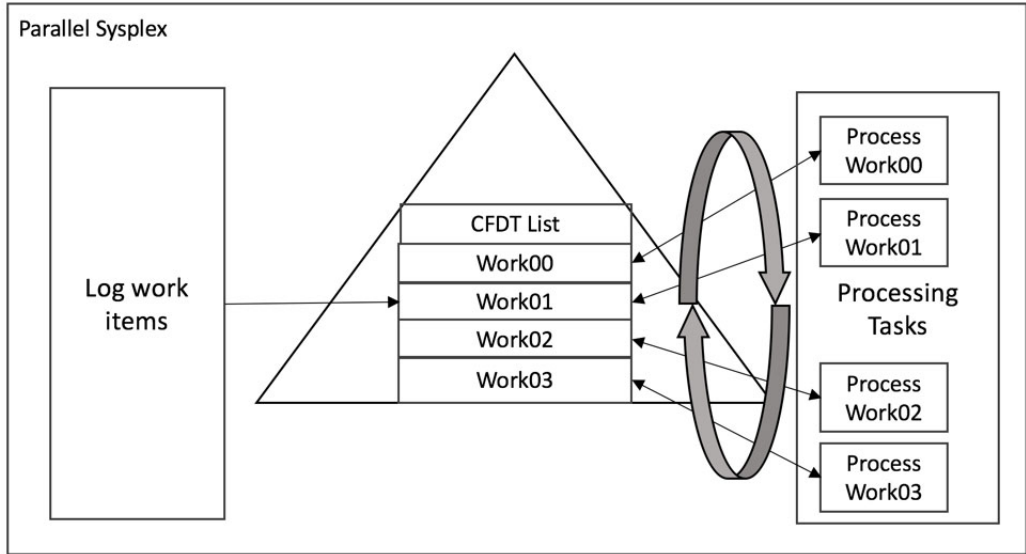 Parallel Sysplex
Log work
items
CFDT List
Work00
Work01
Work02
Work03
Process
Work00
Process
Work01
Processing
Tasks
Process
Work02
Process
Work03